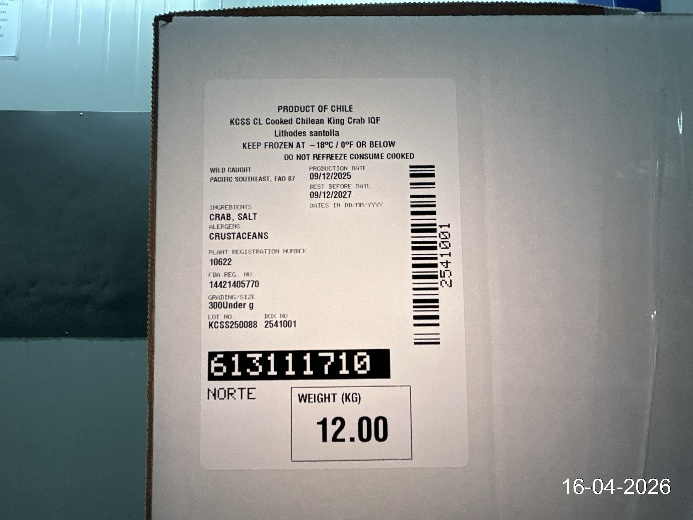 PRODUCT OF CHILE
KCSS CL Cooked Chilean King Crab IQF
Lithodes santolla
KEEP FROZEN AT -18ºC / 0ºF OR BELOW
DO NOT REFREEZE CONSUME COOKED
WILD CAUGHT
PACIFIC SOUTHEAST, FAO 87
PRODUCTION DATE
09/12/2025
BEST BEFORE DATE
09/12/2027
DATES IN DD/MM/YYYY
INGREDIENTS
CRAB, SALT
ALERGENS
CRUSTACEANS
PLANT REGISTRATION NUMBER
10622
FDA REG. NO
14421405770
GRADING/SIZE
300Under g
LOT NO. BOX NO
KCSS250088 2541001
2541001
613111710
NORTE
WEIGHT (KG)
12.00
16-04-2026